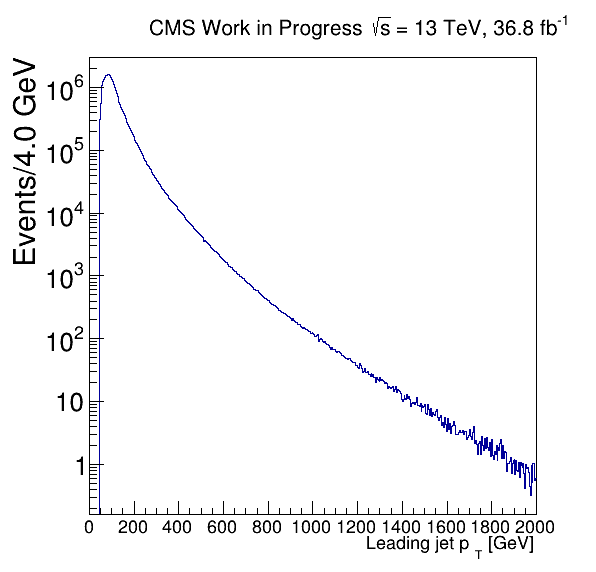 CMS Work in Progress √s = 13 TeV, 36.8 fb⁻¹
Events/4.0 GeV
10⁶
10⁵
10⁴
10³
10²
10
1
0 200 400 600 800 1000 1200 1400 1600 1800 2000
Leading jet p_T [GeV]